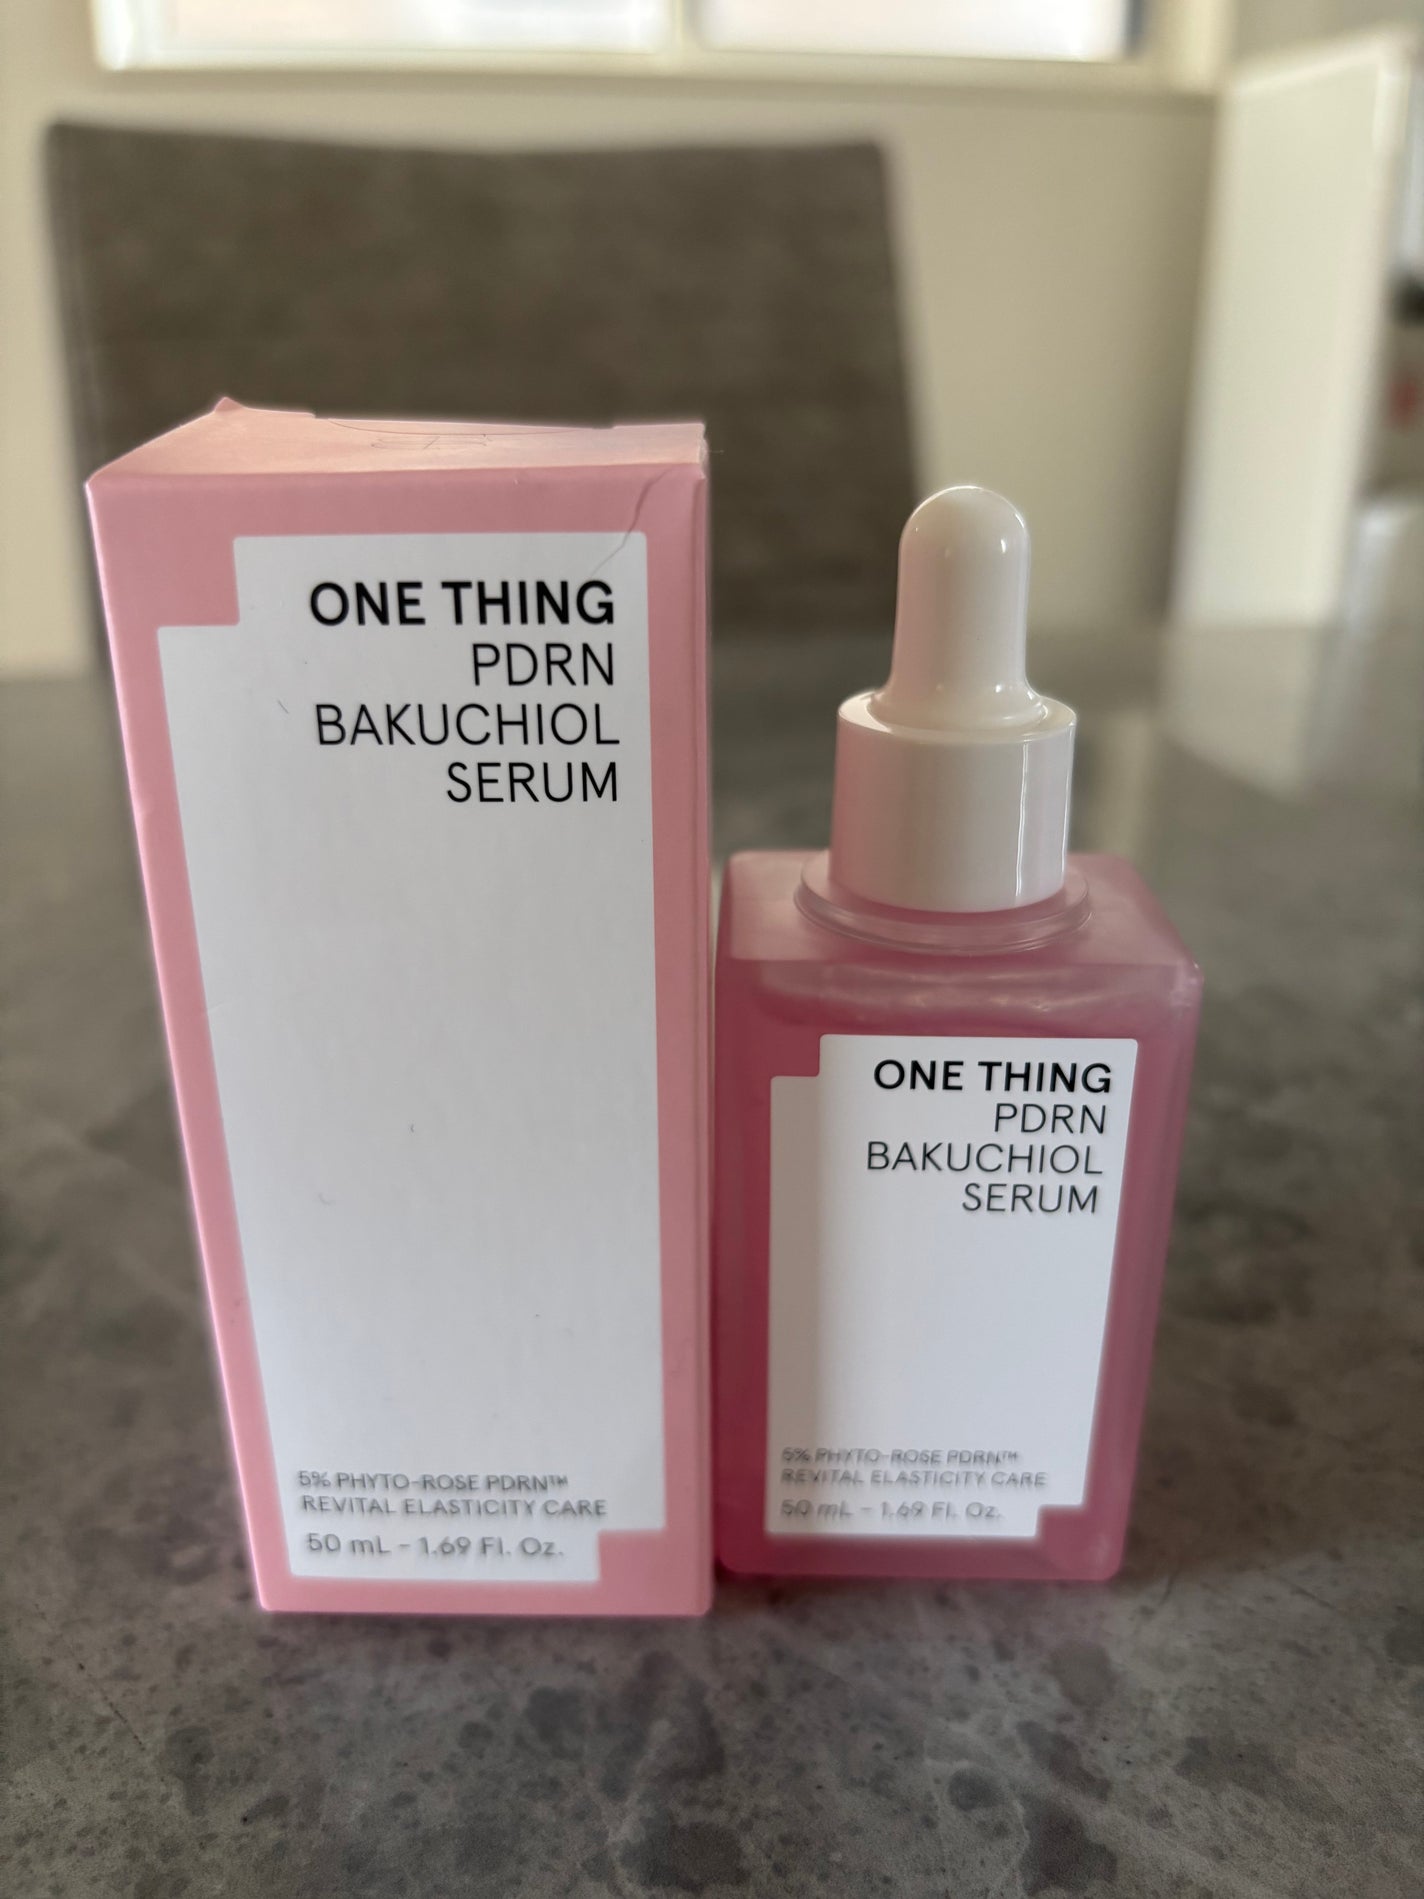 ONE THING
PDRN
BAKUCHIOL
SERUM
5% PHYTO-ROSE PDRN™
REVITAL ELASTICITY CARE
50 mL - 1.69 Fl. Oz.
ONE THING
PDRN
BAKUCHIOL
SERUM
5% PHYTO-ROSE PDRN™
REVITAL ELASTICITY CARE
50 mL - 1.69 Fl. Oz.